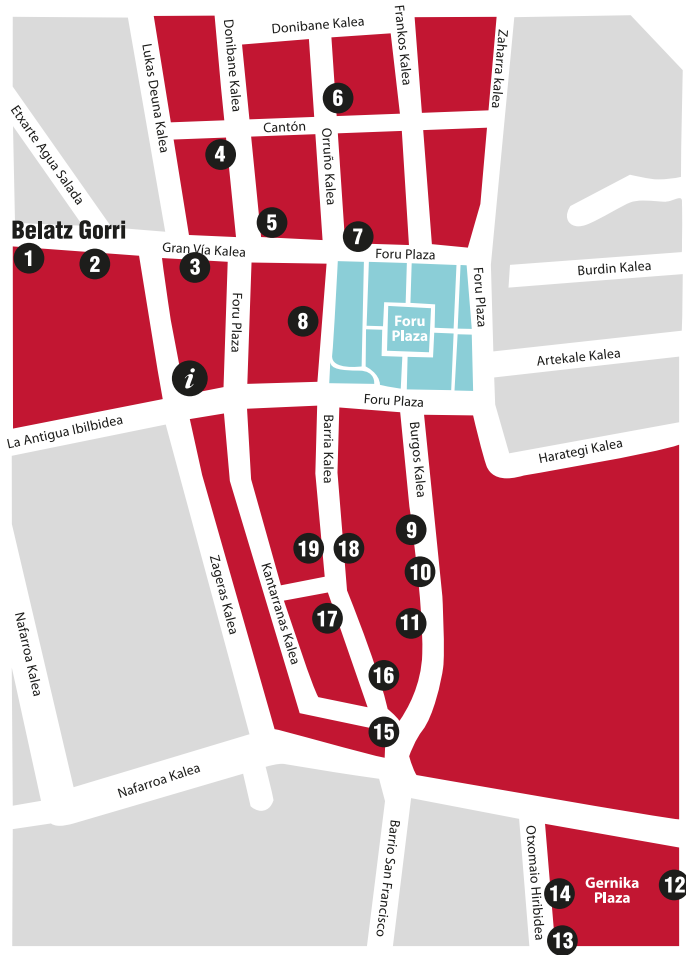 Donibane Kalea
Frankos Kalea
Donibane Kalea
Zaharra kalea
Lukas Deuna Kalea
6
Etxarte Agua Salada
Cantón
Orruño Kalea
4
Belatz Gorri
5
7
1
2
Gran Vía Kalea
3
Foru Plaza
Foru Plaza
Foru Plaza
Burdin Kalea
8
Foru
Plaza
Artekale Kalea
i
Foru Plaza
La Antigua Ibilbidea
Barria Kalea
Burgos Kalea
Harategi Kalea
9
19
18
10
Zageras Kalea
Kantarranas Kalea
17
11
Nafarroa Kalea
16
15
Nafarroa Kalea
Barrio San Francisco
Otxomaio Hiribidea
Gernika
Plaza
12
14
13